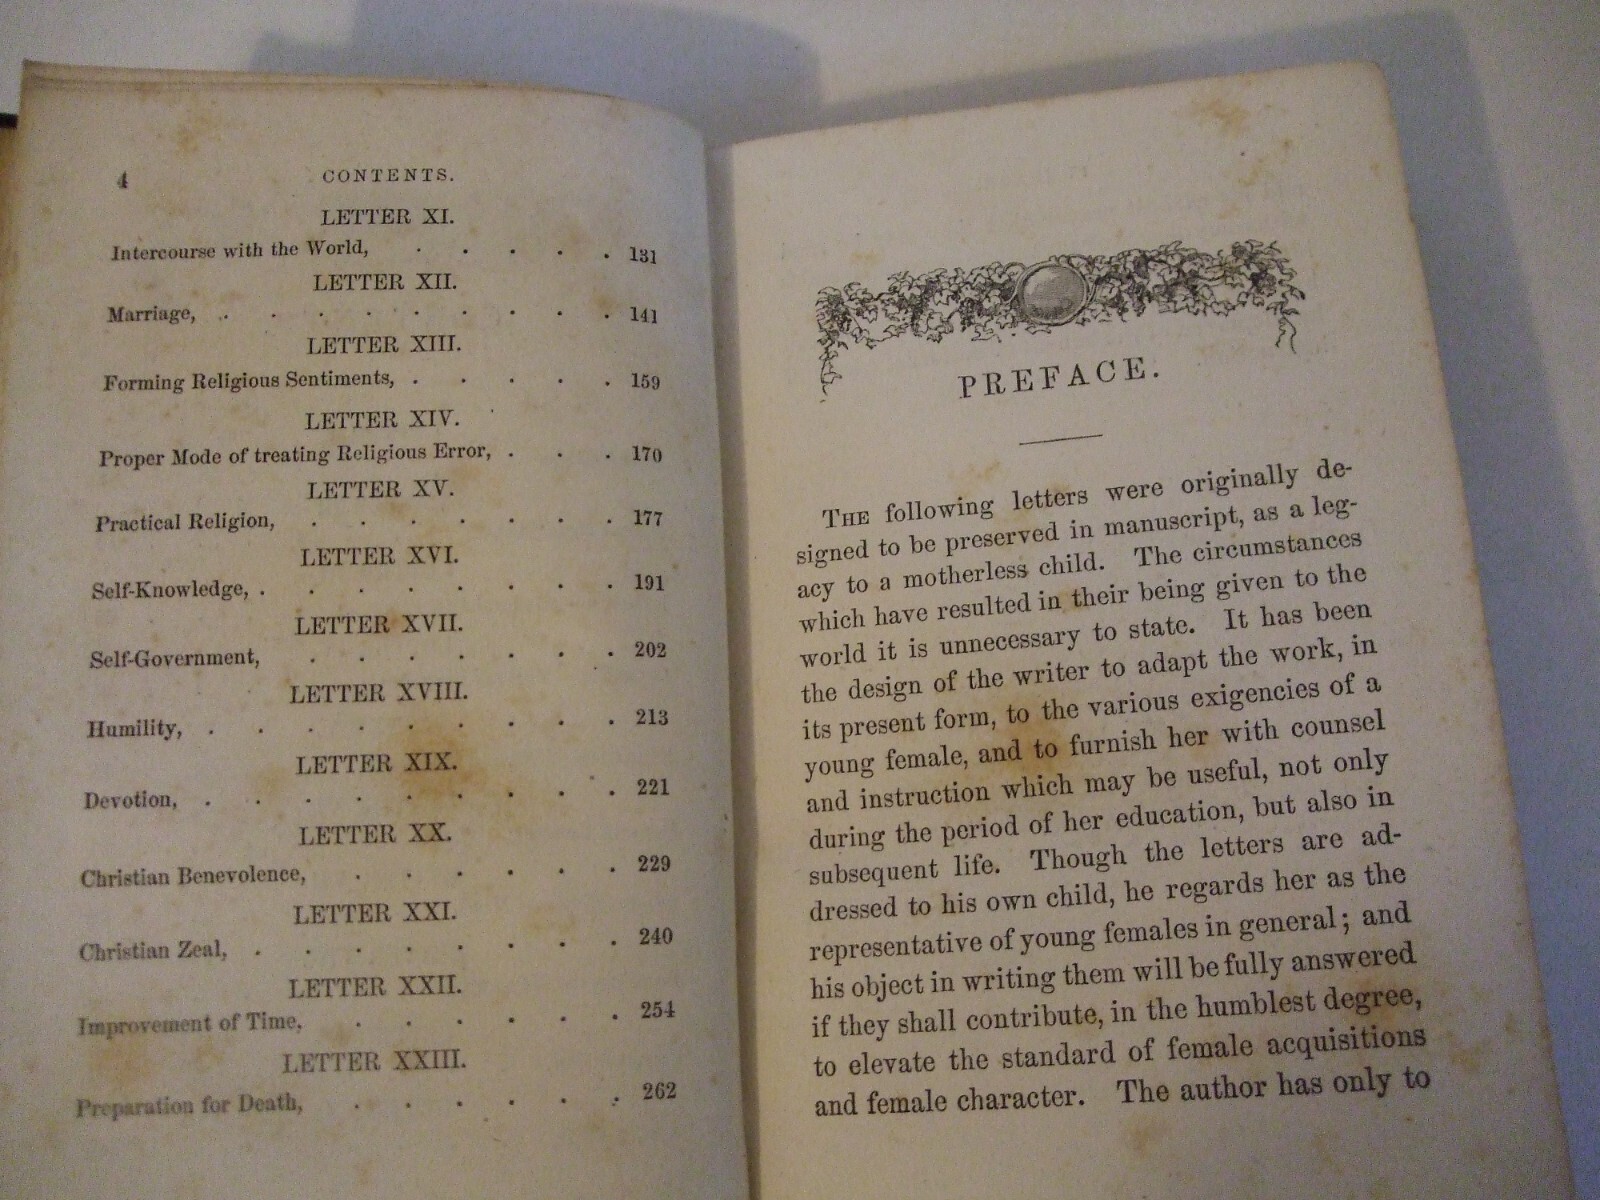 4 CONTENTS.
LETTER XI.
Intercourse with the World, . . . . . 131
LETTER XII.
Marriage, . . . . . . . . . 141
LETTER XIII.
Forming Religious Sentiments, . . . . . 159
LETTER XIV.
Proper Mode of treating Religious Error, . . . 170
LETTER XV.
Practical Religion, . . . . . . . 177
LETTER XVI.
Self-Knowledge, . . . . . . . . 191
LETTER XVII.
Self-Government, . . . . . . . 202
LETTER XVIII.
Humility, . . . . . . . . . 213
LETTER XIX.
Devotion, . . . . . . . . . 221
LETTER XX.
Christian Benevolence, . . . . . . 229
LETTER XXI.
Christian Zeal, . . . . . . . . 240
LETTER XXII.
Improvement of Time, . . . . . . 254
LETTER XXIII.
Preparation for Death, . . . . . . 262
PREFACE.
THE following letters were originally de-
signed to be preserved in manuscript, as a leg-
acy to a motherless child. The circumstances
which have resulted in their being given to the
world it is unnecessary to state. It has been
the design of the writer to adapt the work, in
its present form, to the various exigencies of a
young female, and to furnish her with counsel
and instruction which may be useful, not only
during the period of her education, but also in
subsequent life. Though the letters are ad-
dressed to his own child, he regards her as the
representative of young females in general; and
his object in writing them will be fully answered
if they shall contribute, in the humblest degree,
to elevate the standard of female acquisitions
and female character. The author has only to